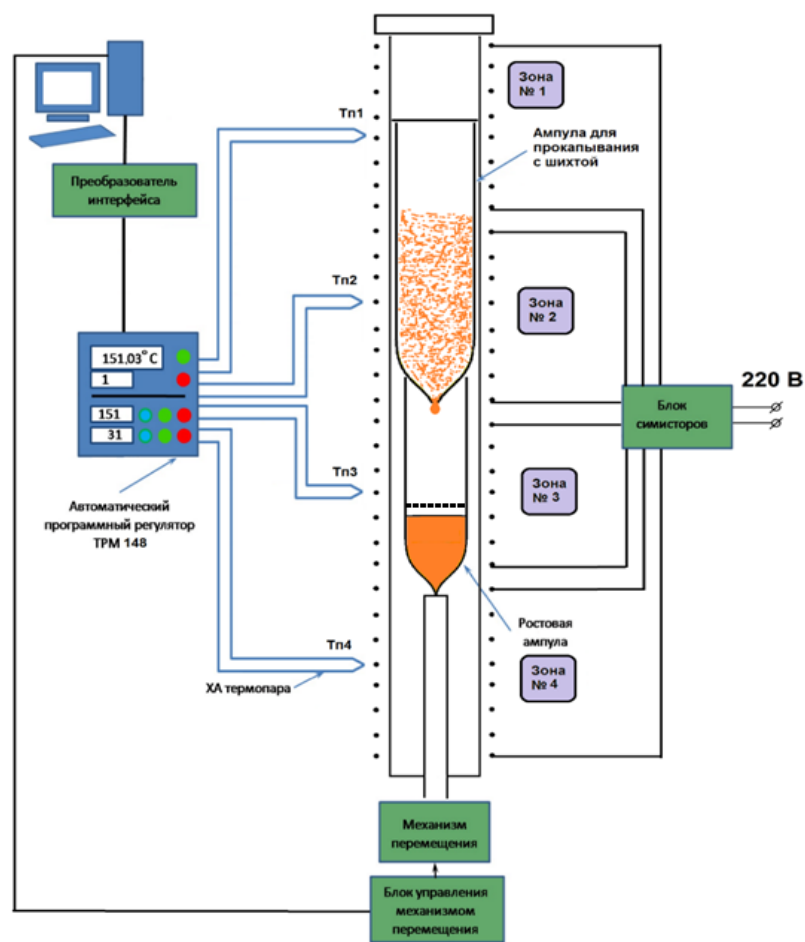 Зона
№ 1
Тп1
Ампула для
прокапывания
с шихтой
Преобразователь
интерфейса
Тп2
Зона
№ 2
151,03°C
1
151
31
220 В
Блок
симисторов
Тп3
Зона
№ 3
Автоматический
программный регулятор
ТРМ 148
Ростовая
ампула
Тп4
Зона
№ 4
ХА термопара
Механизм
перемещения
Блок управления
механизмом
перемещения